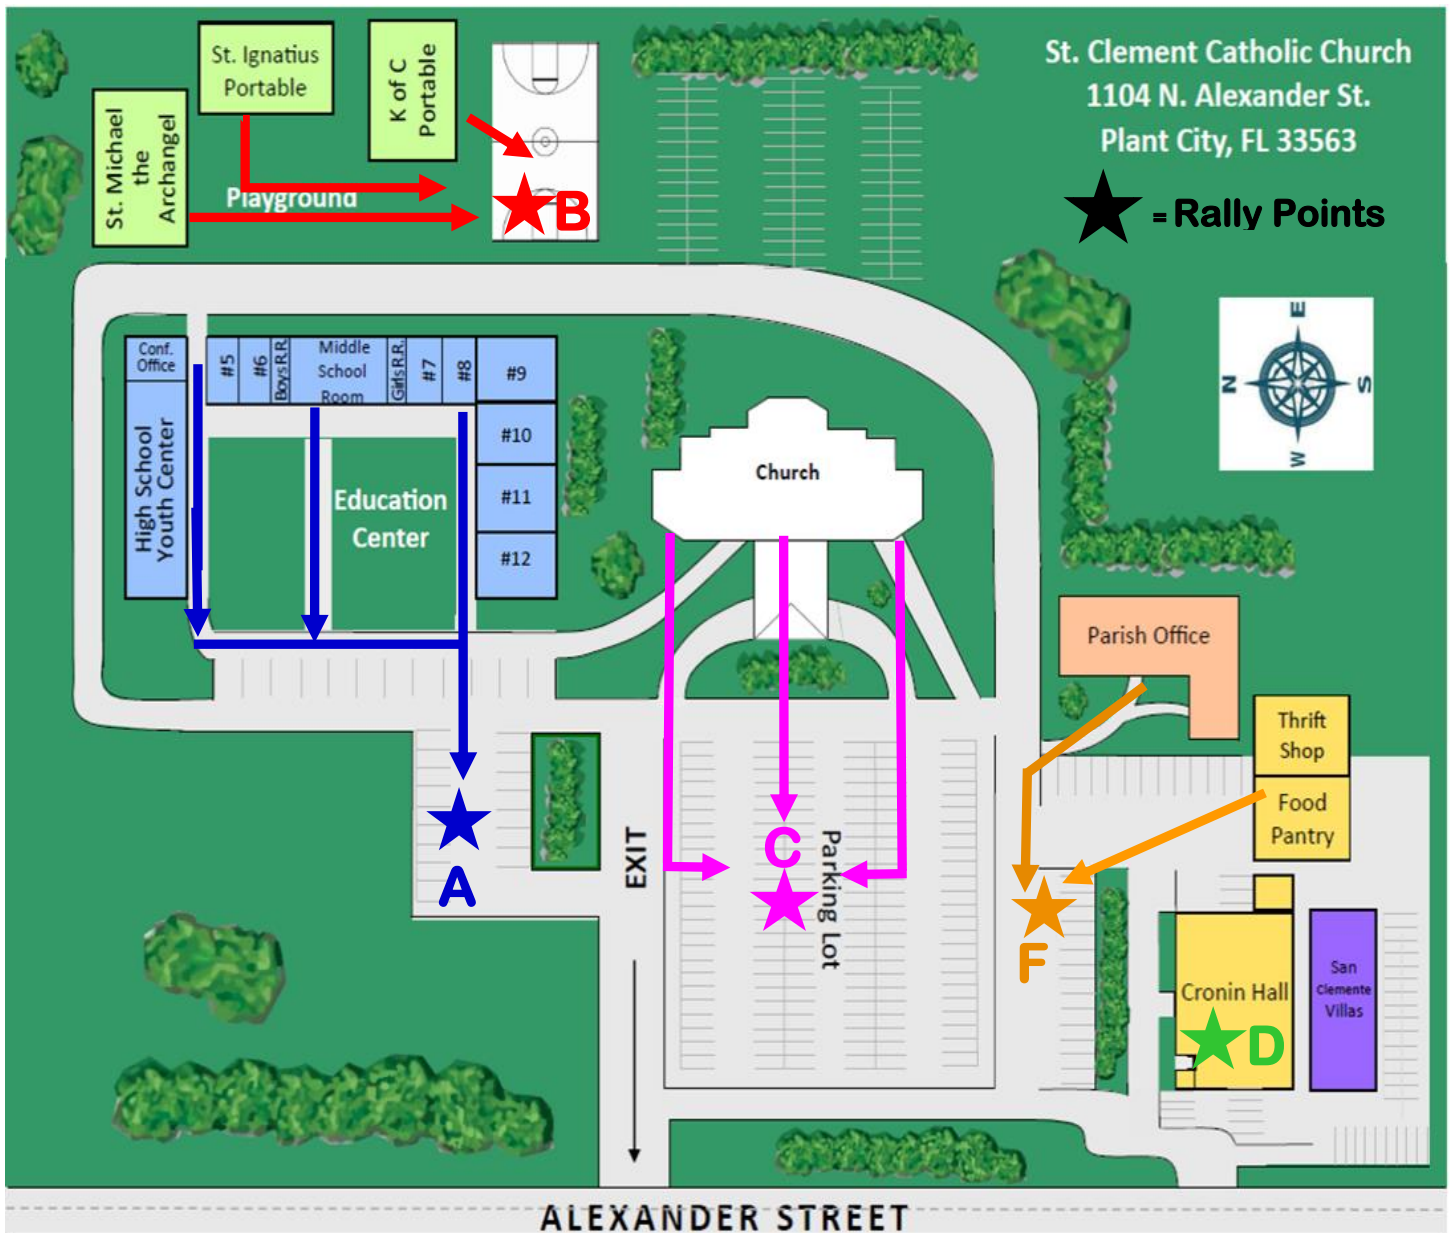 St. Clement Catholic Church
1104 N. Alexander St.
Plant City, FL 33563
= Rally Points
St. Ignatius
Portable
K of C
Portable
St. Michael
the
Archangel
Playground
B
E
N
S
W
Conf.
Office
#5
#6
Boys R.R.
Middle
School
Room
Girls R.R.
#7
#8
#9
#10
#11
#12
High School
Youth Center
Education
Center
Church
Parish Office
Thrift
Shop
Food
Pantry
A
EXIT
C
Parking Lot
F
Cronin Hall
D
San
Clemente
Villas
ALEXANDER STREET